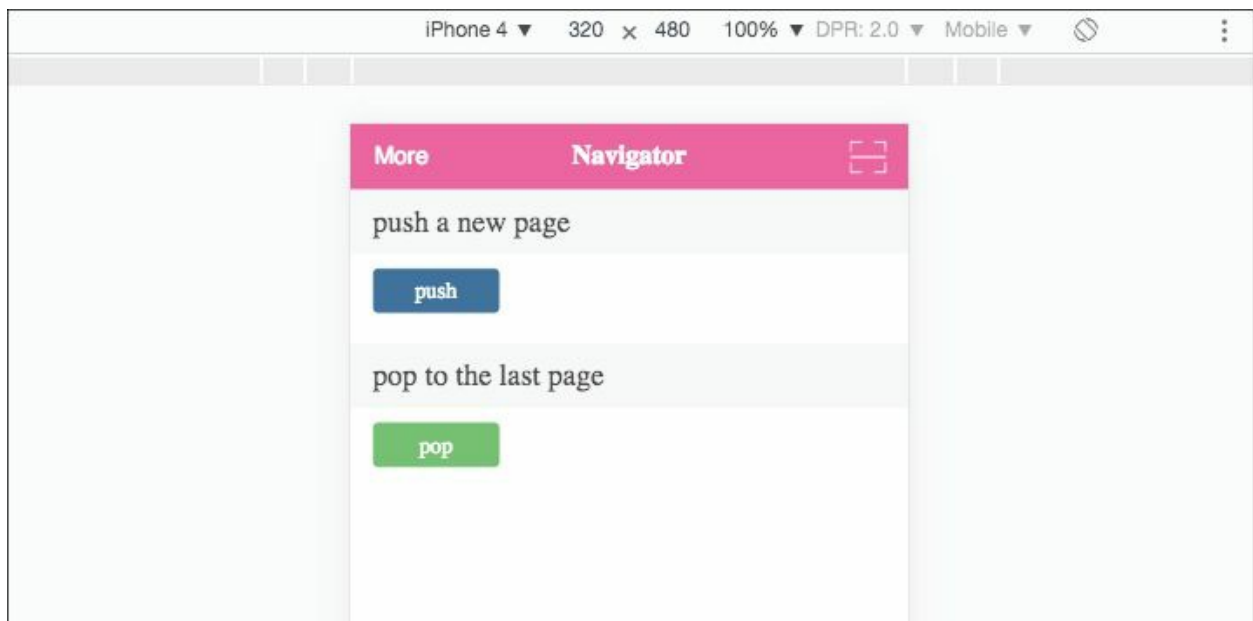 iPhone 4 ▼ 320 × 480 100% ▼ DPR: 2.0 ▼ Mobile ▼
More Navigator
push a new page
push
pop to the last page
pop